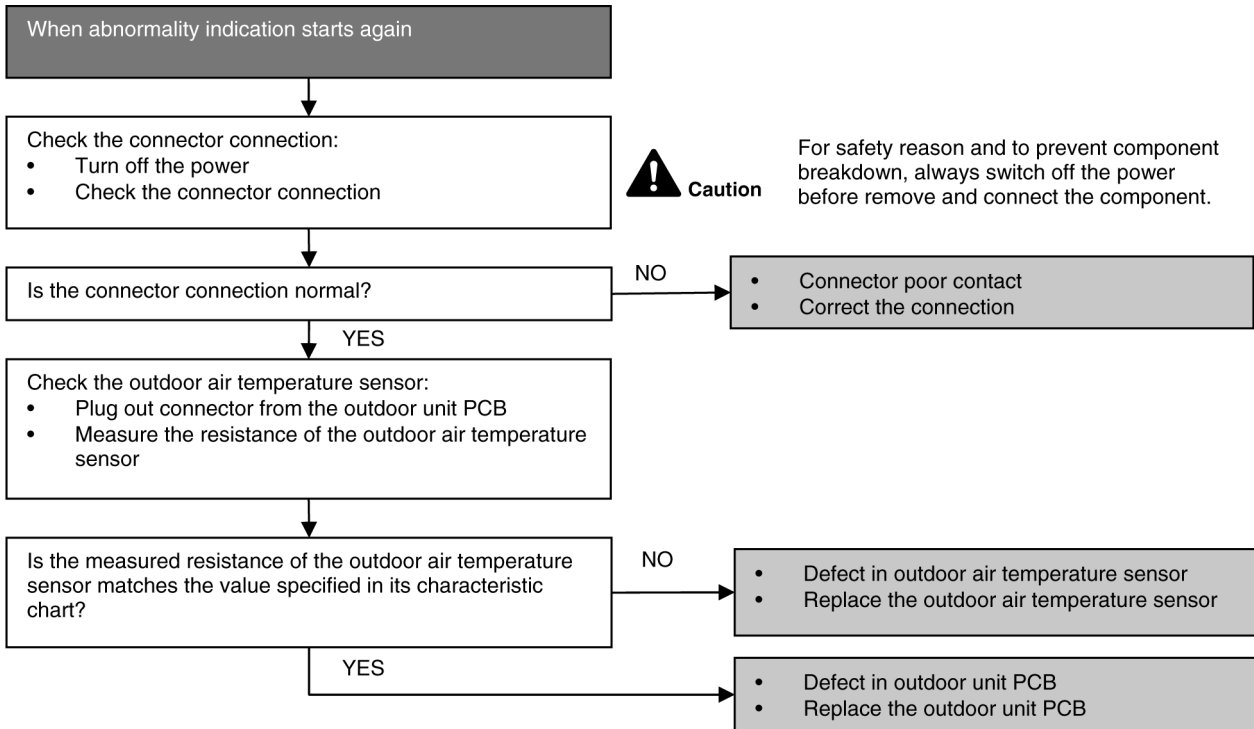 When abnormality indication starts again
Check the connector connection:
• Turn off the power
• Check the connector connection
Caution
For safety reason and to prevent component
breakdown, always switch off the power
before remove and connect the component.
Is the connector connection normal?
NO
• Connector poor contact
• Correct the connection
YES
Check the outdoor air temperature sensor:
• Plug out connector from the outdoor unit PCB
• Measure the resistance of the outdoor air temperature
sensor
Is the measured resistance of the outdoor air temperature
sensor matches the value specified in its characteristic
chart?
NO
• Defect in outdoor air temperature sensor
• Replace the outdoor air temperature sensor
YES
• Defect in outdoor unit PCB
• Replace the outdoor unit PCB